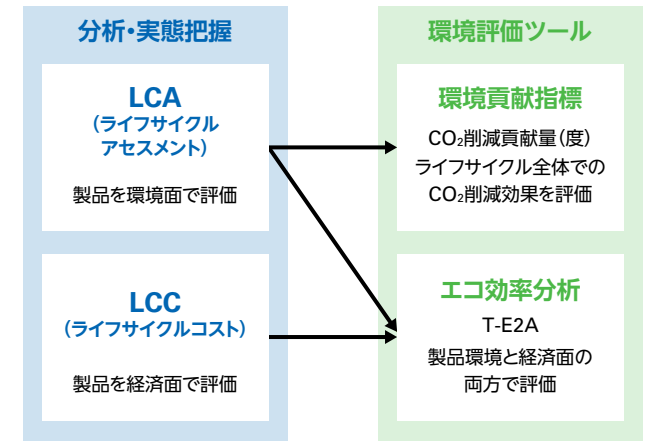 分析・実態把握
LCA
(ライフサイクル
アセスメント)
製品を環境面で評価
LCC
(ライフサイクルコスト)
製品を経済面で評価
環境評価ツール
環境貢献指標
CO₂削減貢献量(度)
ライフサイクル全体での
CO₂削減効果を評価
エコ効率分析
T-E2A
製品環境と経済面の
両方で評価